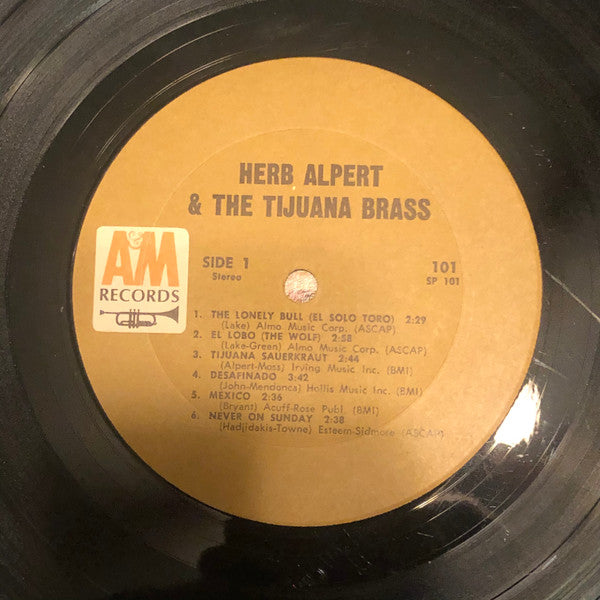 HERB ALPERT
& THE TIJUANA BRASS
A&M
RECORDS
SIDE 1
Stereo
101
SP 101
1. THE LONELY BULL (EL SOLO TORO) 2:29
(Lake) Almo Music Corp. (ASCAP)
2. EL LOBO (THE WOLF) 2:58
(Lake-Green) Almo Music Corp. (ASCAP)
3. TIJUANA SAUERKRAUT 2:44
(Alpert-Moss) Irving Music Inc. (BMI)
4. DESAFINADO 3:42
(John-Mendonca) Hollis Music Inc. (BMI)
5. MEXICO 2:36
(Bryant) Acuff-Rose Publ. (BMI)
6. NEVER ON SUNDAY 2:38
(Hadjidakis-Towne) Esteem-Sidmore (ASCAP)